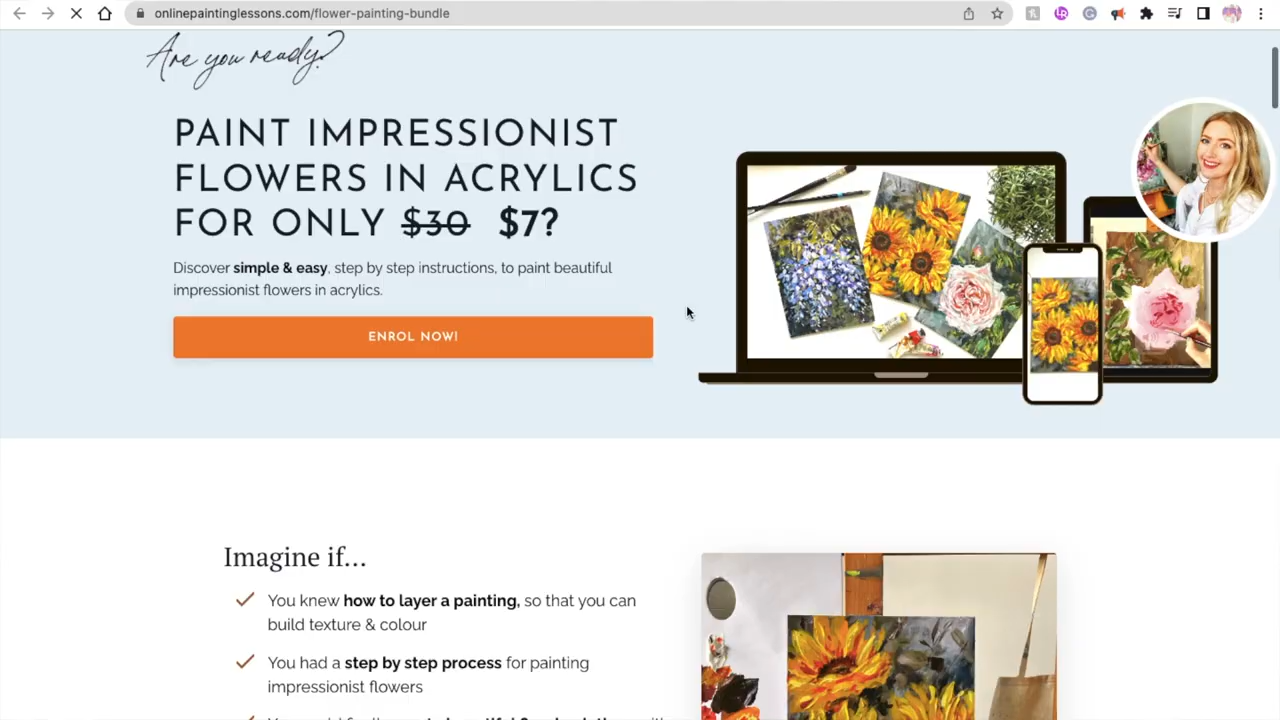 onlinepaintinglessons.com/flower-painting-bundle
Are you ready?
PAINT IMPRESSIONIST
FLOWERS IN ACRYLICS
FOR ONLY $30 $7?
Discover simple & easy, step by step instructions, to paint beautiful
impressionist flowers in acrylics.
ENROL NOW!
Imagine if...
You knew how to layer a painting, so that you can
build texture & colour
You had a step by step process for painting
impressionist flowers